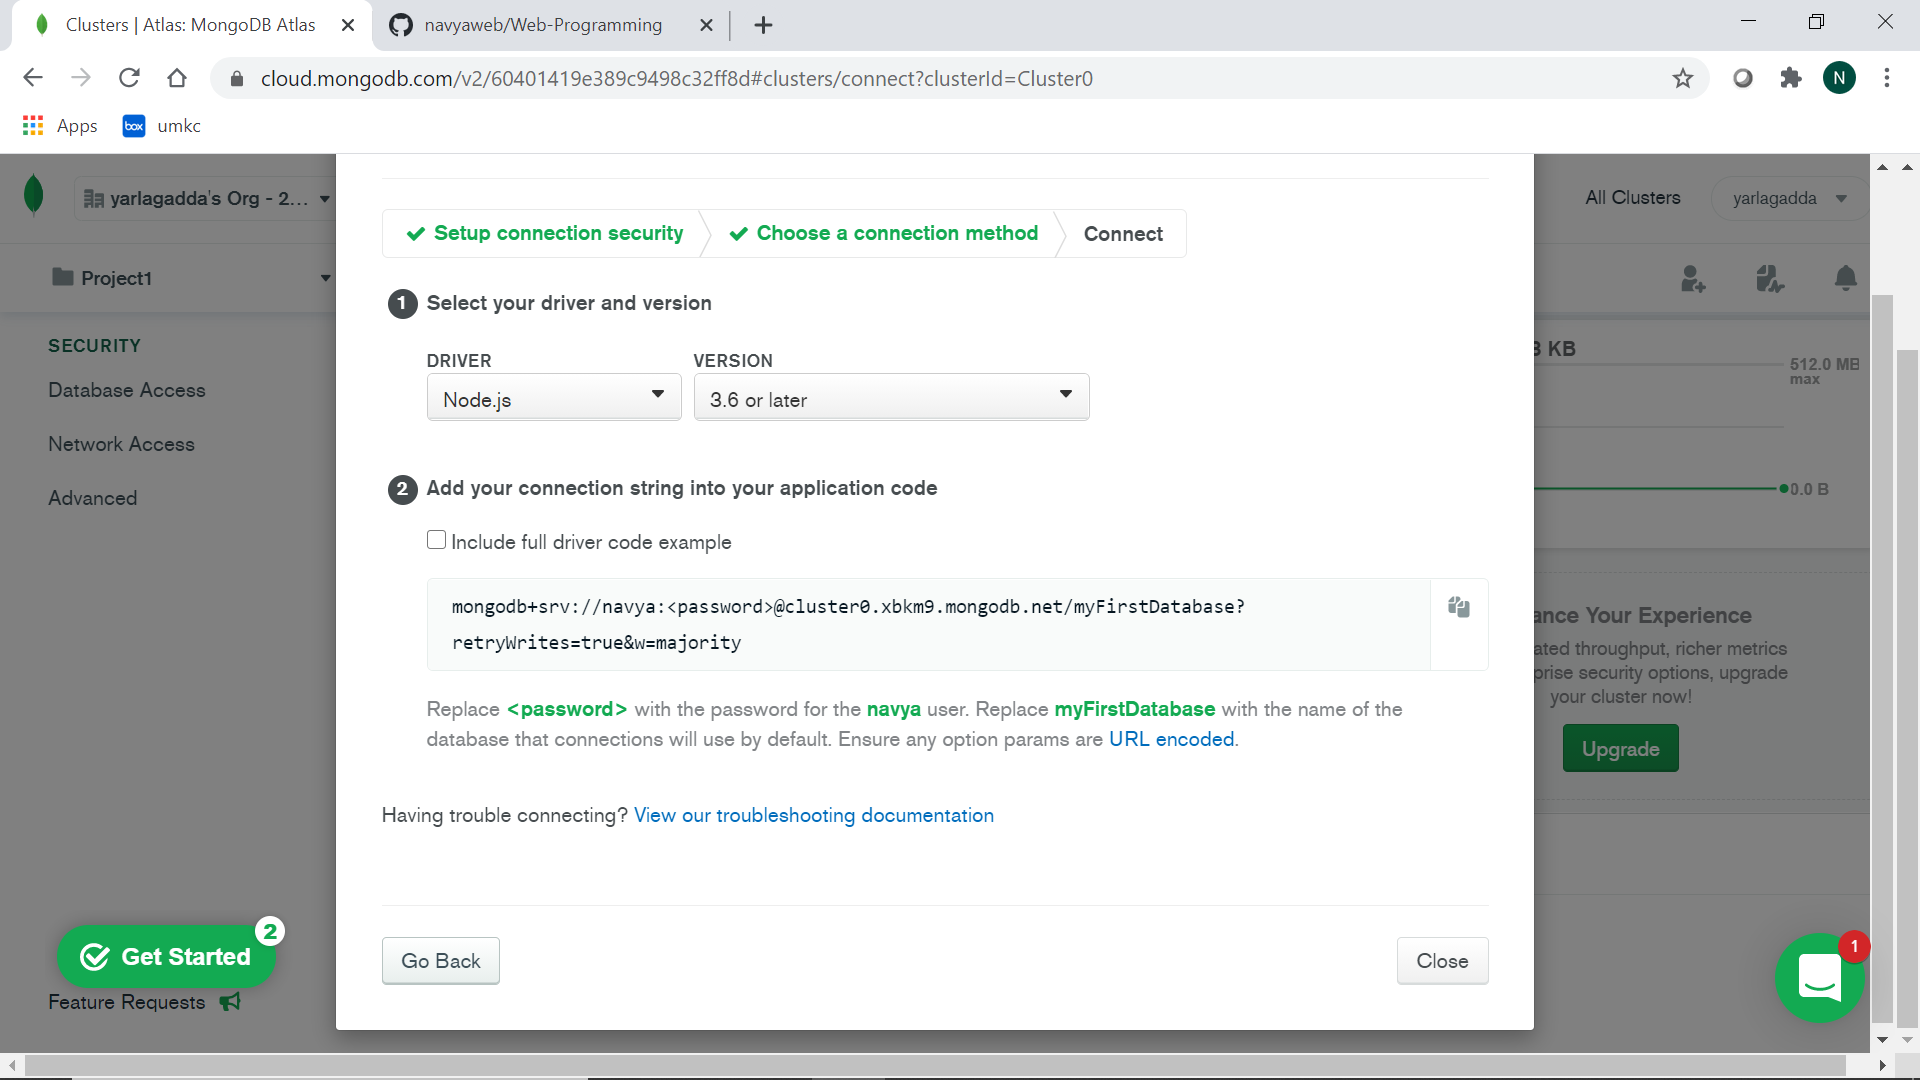 Clusters | Atlas: MongoDB Atlas
navyaweb/Web-Programming
cloud.mongodb.com/v2/60401419e389c9498c32ff8d#clusters/connect?clusterId=Cluster0
N
Apps
box
umkc
yarlagadda's Org - 2...
All Clusters
yarlagadda
Project1
SECURITY
Database Access
Network Access
Advanced
Setup connection security
Choose a connection method
Connect
1 Select your driver and version
DRIVER
VERSION
Node.js
3.6 or later
2 Add your connection string into your application code
Include full driver code example
mongodb+srv://navya:<password>@cluster0.xbkm9.mongodb.net/myFirstDatabase?
retryWrites=true&w=majority
Replace <password> with the password for the navya user. Replace myFirstDatabase with the name of the
database that connections will use by default. Ensure any option params are URL encoded.
Having trouble connecting? View our troubleshooting documentation
Go Back
Close
KB
512.0 MB
max
0.0 B
ance Your Experience
ated throughput, richer metrics
prise security options, upgrade
your cluster now!
Upgrade
Get Started
2
Feature Requests
1